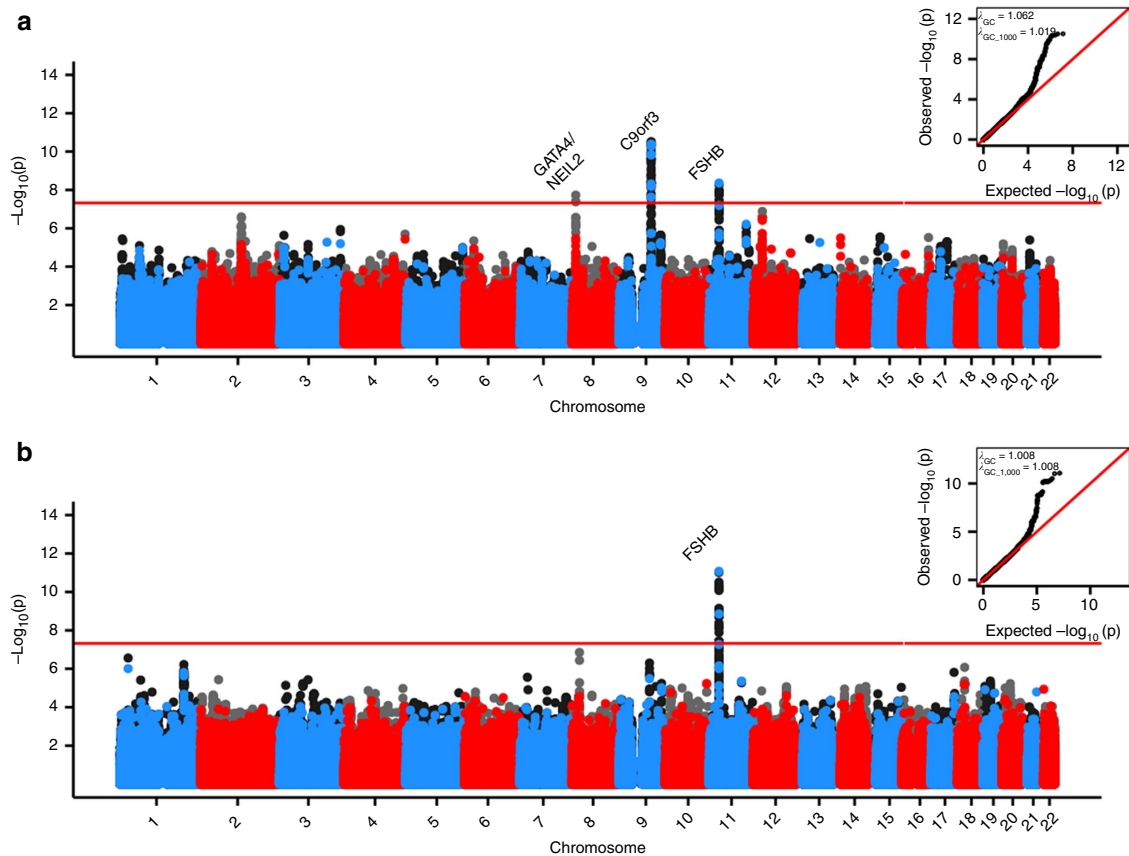 a
λGC = 1.062
λGC_1000 = 1.019
12
8
4
0
Observed –log10 (p)
0 4 8 12
Expected –log10 (p)
14
12
10
8
6
4
2
–Log10(p)
GATA4/
NEIL2
C9orf3
FSHB
1 2 3 4 5 6 7 8 9 10 11 12 13 14 15 16 17 18 19 20 21 22
Chromosome
b
λGC = 1.008
λGC_1,000 = 1.008
10
5
0
Observed –log10 (p)
0 5 10
Expected –log10 (p)
14
12
10
8
6
4
2
–Log10(p)
FSHB
1 2 3 4 5 6 7 8 9 10 11 12 13 14 15 16 17 18 19 20 21 22
Chromosome